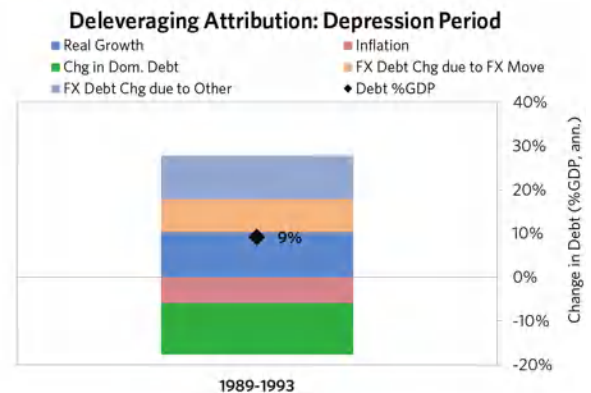 Deleveraging Attribution: Depression Period
Real Growth Inflation
Chg in Dom. Debt FX Debt Chg due to FX Move
FX Debt Chg due to Other Debt %GDP
40%
30%
20%
10%
0%
-10%
-20%
Change in Debt (%GDP, ann.)
9%
1989-1993